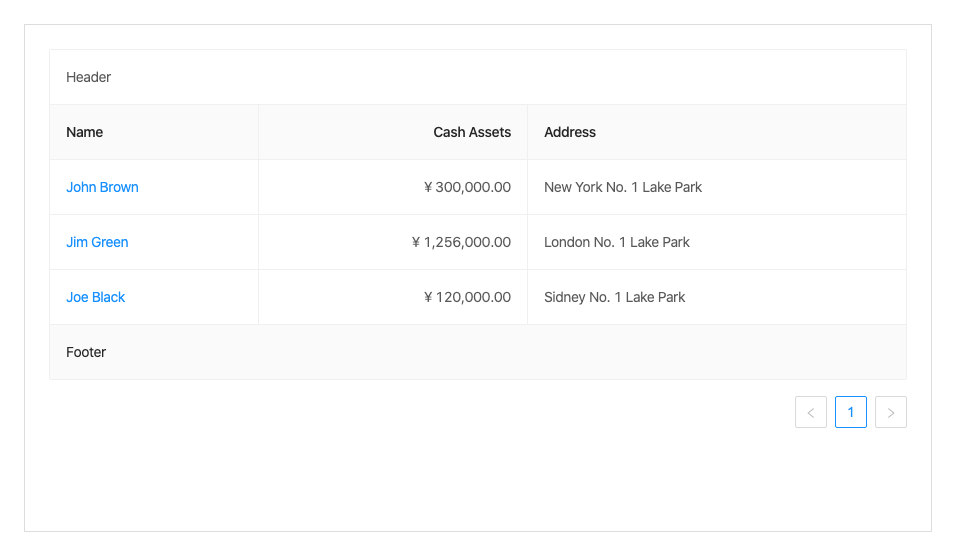 Header
Name Cash Assets Address
John Brown ¥ 300,000.00 New York No. 1 Lake Park
Jim Green ¥ 1,256,000.00 London No. 1 Lake Park
Joe Black ¥ 120,000.00 Sidney No. 1 Lake Park
Footer
< 1 >